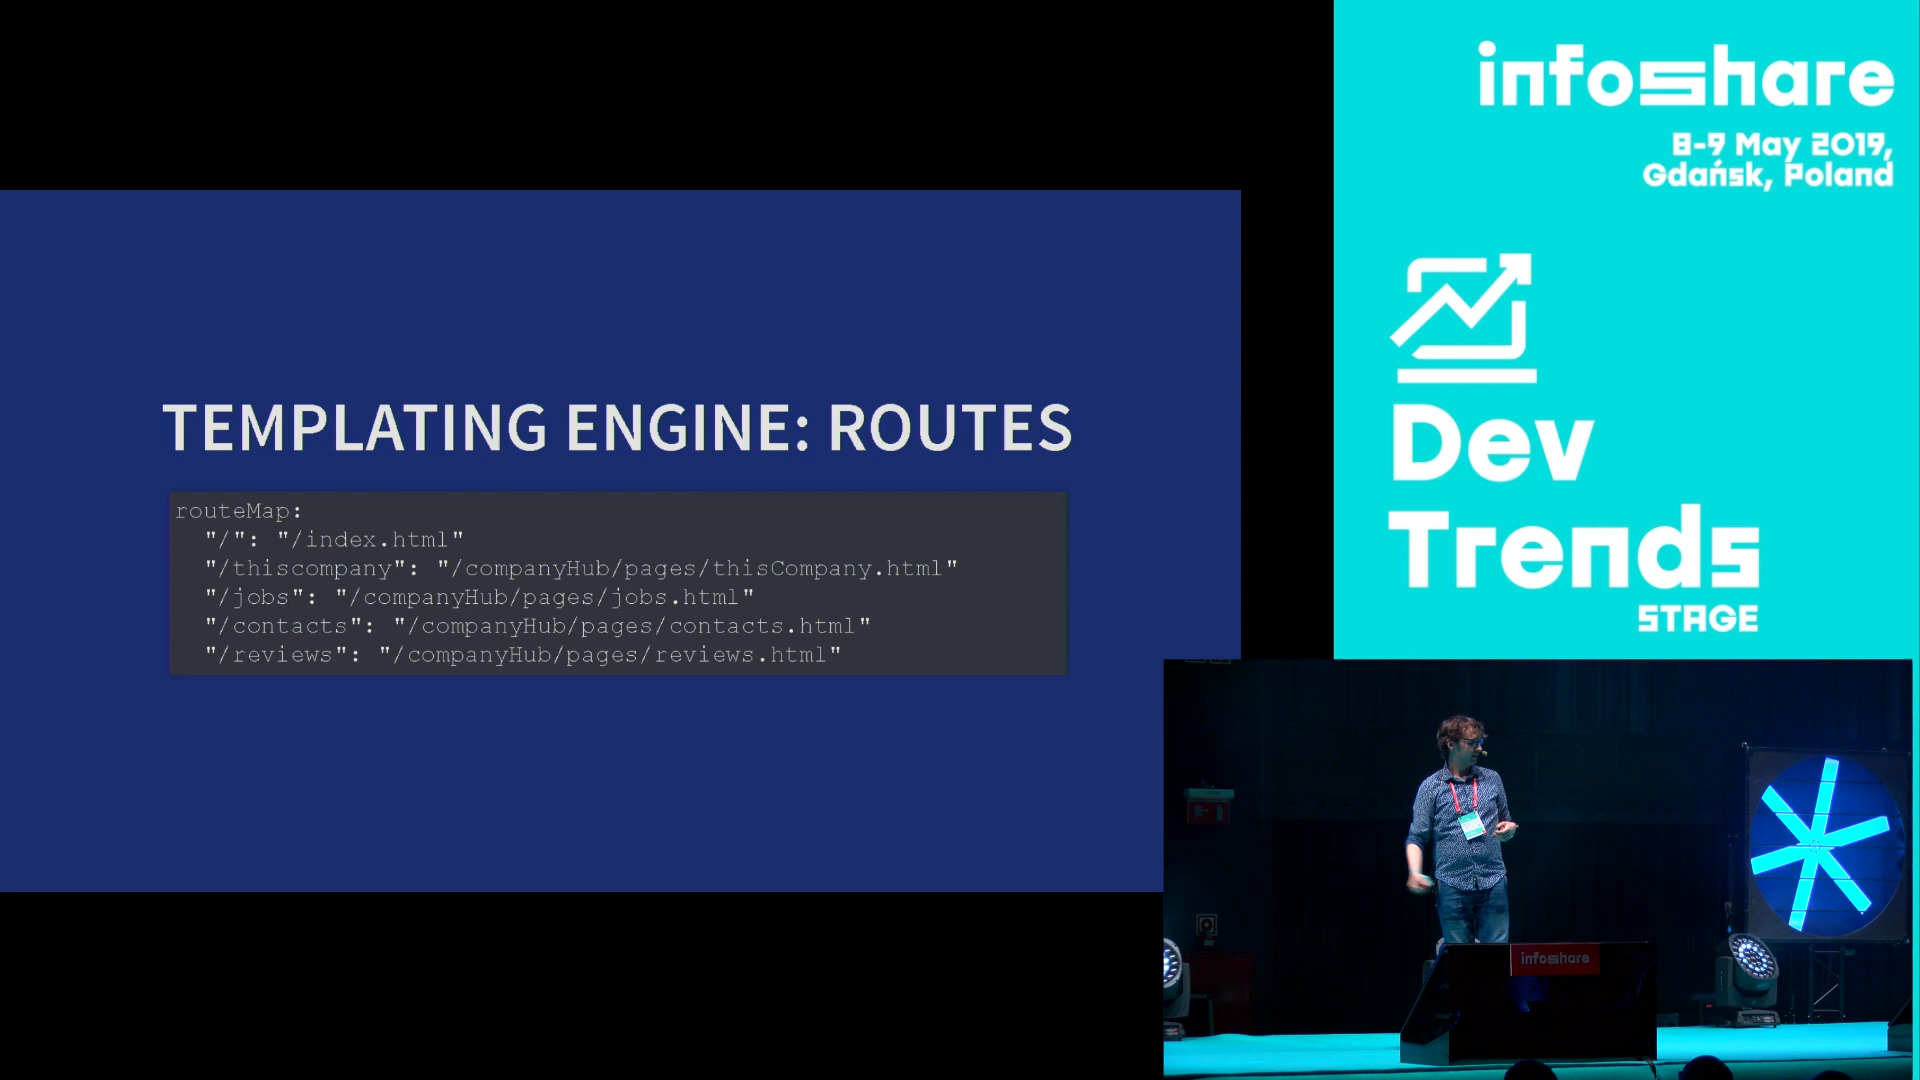 infoshare
8-9 May 2019,
Gdańsk, Poland
Dev
Trends
STAGE
TEMPLATING ENGINE: ROUTES
routeMap:
"/": "/index.html"
"/thiscompany": "/companyHub/pages/thisCompany.html"
"/jobs": "/companyHub/pages/jobs.html"
"/contacts": "/companyHub/pages/contacts.html"
"/reviews": "/companyHub/pages/reviews.html"
infoshare